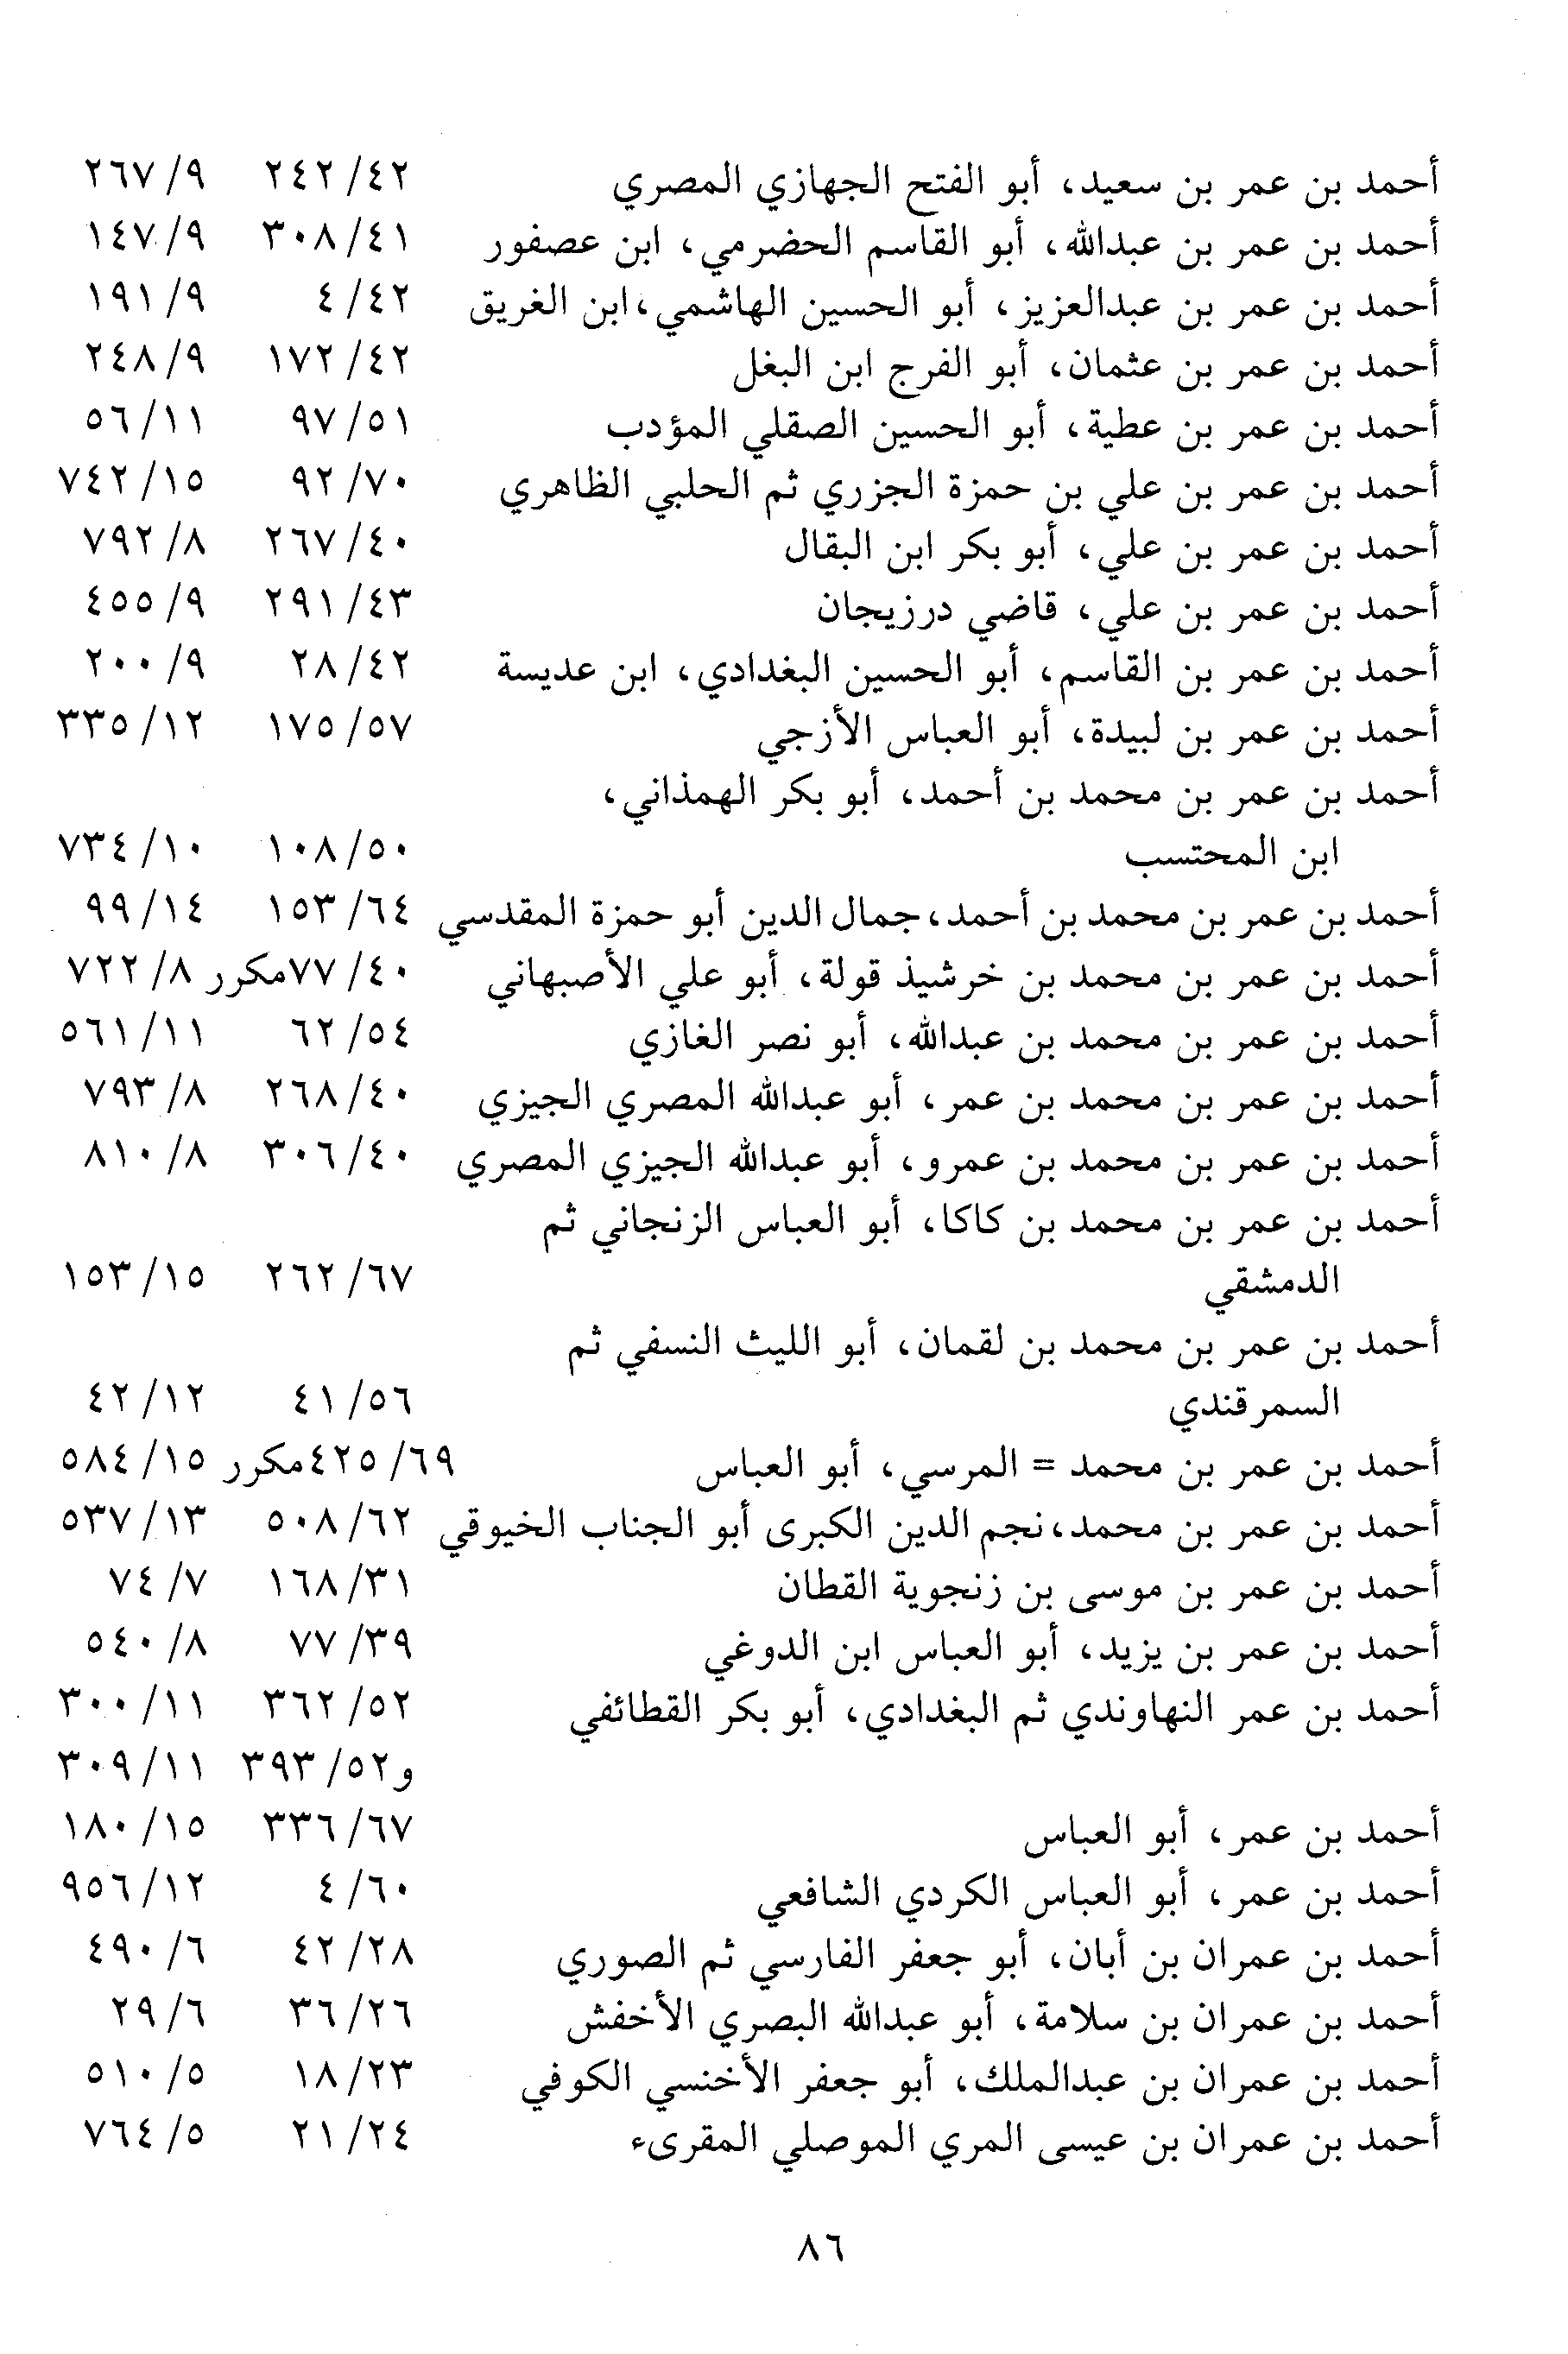 أحمد بن عمر بن سعيد، أبو الفتح الجهازي المصري ٤٢/ ٢٤٢ ٩/ ٢٦٧
أحمد بن عمر بن عبدالله، أبو القاسم الحضرمي، ابن عصفور ٤١/ ٣٠٨ ٩/ ١٤٧
أحمد بن عمر بن عبدالعزيز، أبو الحسين الهاشمي، ابن الغريق ٤٢/ ٤ ٩/ ١٩١
أحمد بن عمر بن عثمان، أبو الفرج ابن البغل ٤٢/ ١٧٢ ٩/ ٢٤٨
أحمد بن عمر بن عطية، أبو الحسين الصقلي المؤدب ٥١/ ٩٧ ١١/ ٥٦
أحمد بن عمر بن علي بن حمزة الجزري ثم الحلبي الظاهري ٧٠/ ٩٢ ١٥/ ٧٤٢
أحمد بن عمر بن علي، أبو بكر ابن البقال ٤٠/ ٢٦٧ ٨/ ٧٩٢
أحمد بن عمر بن علي، قاضي درزيجان ٤٣/ ٢٩١ ٩/ ٤٥٥
أحمد بن عمر بن القاسم، أبو الحسين البغدادي، ابن عديسة ٤٢/ ٢٨ ٩/ ٢٠٠
أحمد بن عمر بن لبيدة، أبو العباس الأزجي ٥٧/ ١٧٥ ١٢/ ٣٣٥
أحمد بن عمر بن محمد بن أحمد، أبو بكر الهمذاني،
ابن المحتسب ٥٠/ ١٠٨ ١٠/ ٧٣٤
أحمد بن عمر بن محمد بن أحمد، جمال الدين أبو حمزة المقدسي ٦٤/ ١٥٣ ١٤/ ٩٩
أحمد بن عمر بن محمد بن خرشيذ قولة، أبو علي الأصبهاني ٤٠/ ٧٧مكرر ٨/ ٧٢٢
أحمد بن عمر بن محمد بن عبدالله، أبو نصر الغازي ٥٤/ ٦٢ ١١/ ٥٦١
أحمد بن عمر بن محمد بن عمر، أبو عبدالله المصري الجيزي ٤٠/ ٢٦٨ ٨/ ٧٩٣
أحمد بن عمر بن محمد بن عمرو، أبو عبدالله الجيزي المصري ٤٠/ ٣٠٦ ٨/ ٨١٠
أحمد بن عمر بن محمد بن كاكا، أبو العباس الزنجاني ثم
الدمشقي ٦٧/ ٢٦٢ ١٥/ ١٥٣
أحمد بن عمر بن محمد بن لقمان، أبو الليث النسفي ثم
السمرقندي ٥٦/ ٤١ ١٢/ ٤٢
أحمد بن عمر بن محمد = المرسي، أبو العباس ٦٩/ ٤٢٥مكرر ١٥/ ٥٨٤
أحمد بن عمر بن محمد، نجم الدين الكبرى أبو الجناب الخيوقي ٦٢/ ٥٠٨ ١٣/ ٥٣٧
أحمد بن عمر بن موسى بن زنجوية القطان ٣١/ ١٦٨ ٧/ ٧٤
أحمد بن عمر بن يزيد، أبو العباس ابن الدوغي ٣٩/ ٧٧ ٨/ ٥٤٠
أحمد بن عمر النهاوندي ثم البغدادي، أبو بكر القطائفي ٥٢/ ٣٦٢ ١١/ ٣٠٠
و٥٢/ ٣٩٣ ١١/ ٣٠٩
أحمد بن عمر، أبو العباس ٦٧/ ٣٣٦ ١٥/ ١٨٠
أحمد بن عمر، أبو العباس الكردي الشافعي ٦٠/ ٤ ١٢/ ٩٥٦
أحمد بن عمران بن أبان، أبو جعفر الفارسي ثم الصوري ٢٨/ ٤٢ ٦/ ٤٩٠
أحمد بن عمران بن سلامة، أبو عبدالله البصري الأخفش ٢٦/ ٣٦ ٦/ ٢٩
أحمد بن عمران بن عبدالملك، أبو جعفر الأخنسي الكوفي ٢٣/ ١٨ ٥/ ٥١٠
أحمد بن عمران بن عيسى المري الموصلي المقرىء ٢٤/ ٢١ ٥/ ٧٦٤
٨٦